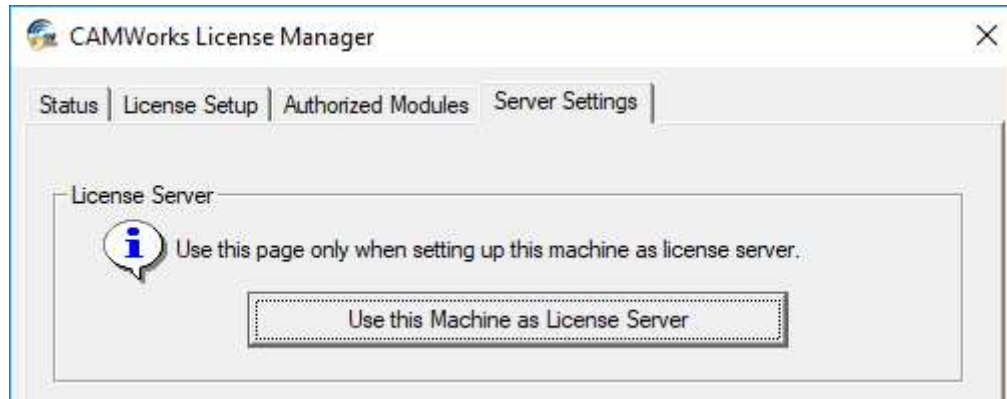 CAMWorks License Manager
Status License Setup Authorized Modules Server Settings
License Server
Use this page only when setting up this machine as license server.
Use this Machine as License Server